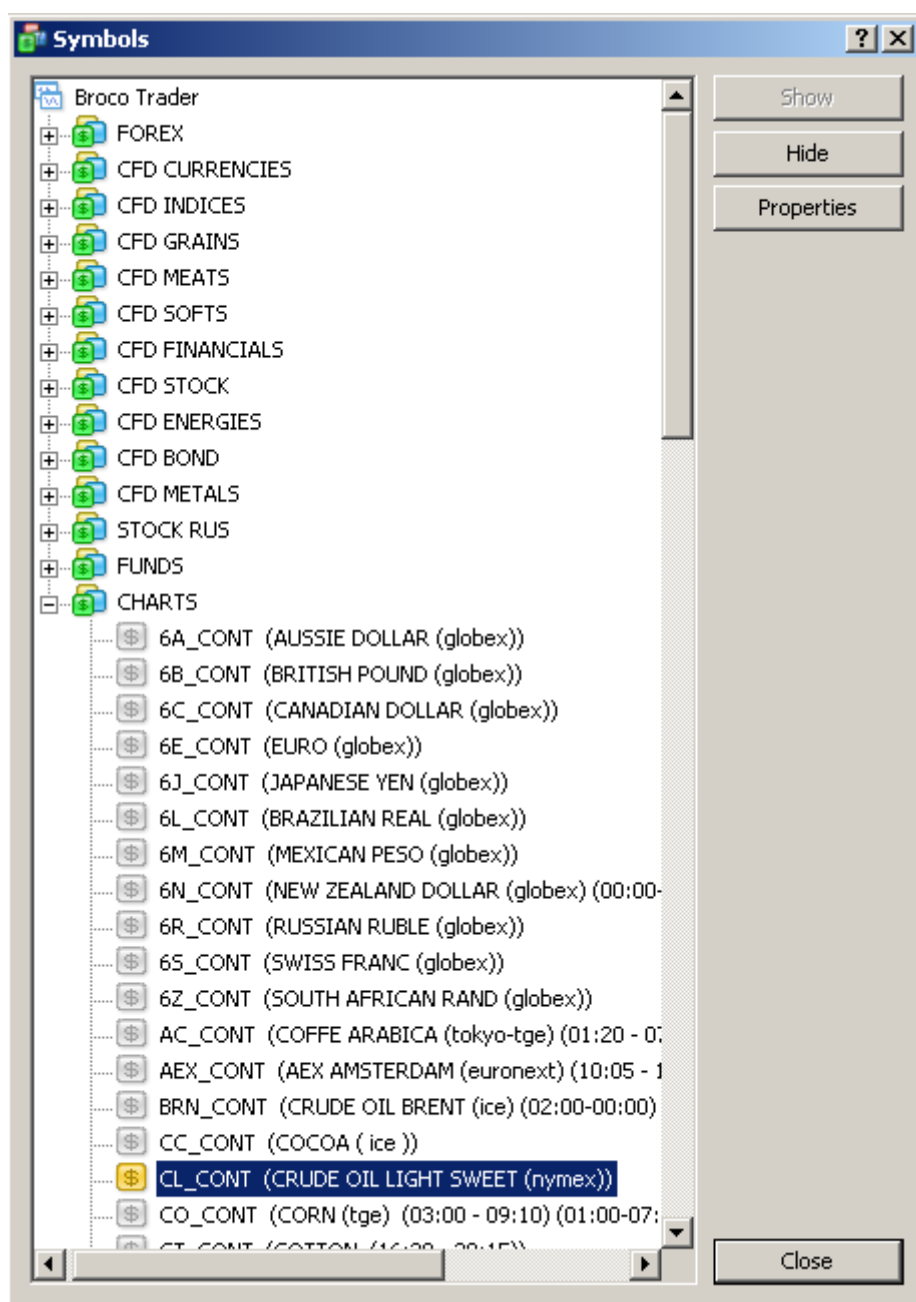 Symbols
Broco Trader
FOREX
CFD CURRENCIES
CFD INDICES
CFD GRAINS
CFD MEATS
CFD SOFTS
CFD FINANCIALS
CFD STOCK
CFD ENERGIES
CFD BOND
CFD METALS
STOCK RUS
FUNDS
CHARTS
6A_CONT (AUSSIE DOLLAR (globex))
6B_CONT (BRITISH POUND (globex))
6C_CONT (CANADIAN DOLLAR (globex))
6E_CONT (EURO (globex))
6J_CONT (JAPANESE YEN (globex))
6L_CONT (BRAZILIAN REAL (globex))
6M_CONT (MEXICAN PESO (globex))
6N_CONT (NEW ZEALAND DOLLAR (globex) (00:00-
6R_CONT (RUSSIAN RUBLE (globex))
6S_CONT (SWISS FRANC (globex))
6Z_CONT (SOUTH AFRICAN RAND (globex))
AC_CONT (COFFE ARABICA (tokyo-tge) (01:20 - 0
AEX_CONT (AEX AMSTERDAM (euronext) (10:05 - 1
BRN_CONT (CRUDE OIL BRENT (ice) (02:00-00:00)
CC_CONT (COCOA ( ice ))
CL_CONT (CRUDE OIL LIGHT SWEET (nymex))
CO_CONT (CORN (tge) (03:00 - 09:10) (01:00-07:
Show
Hide
Properties
Close